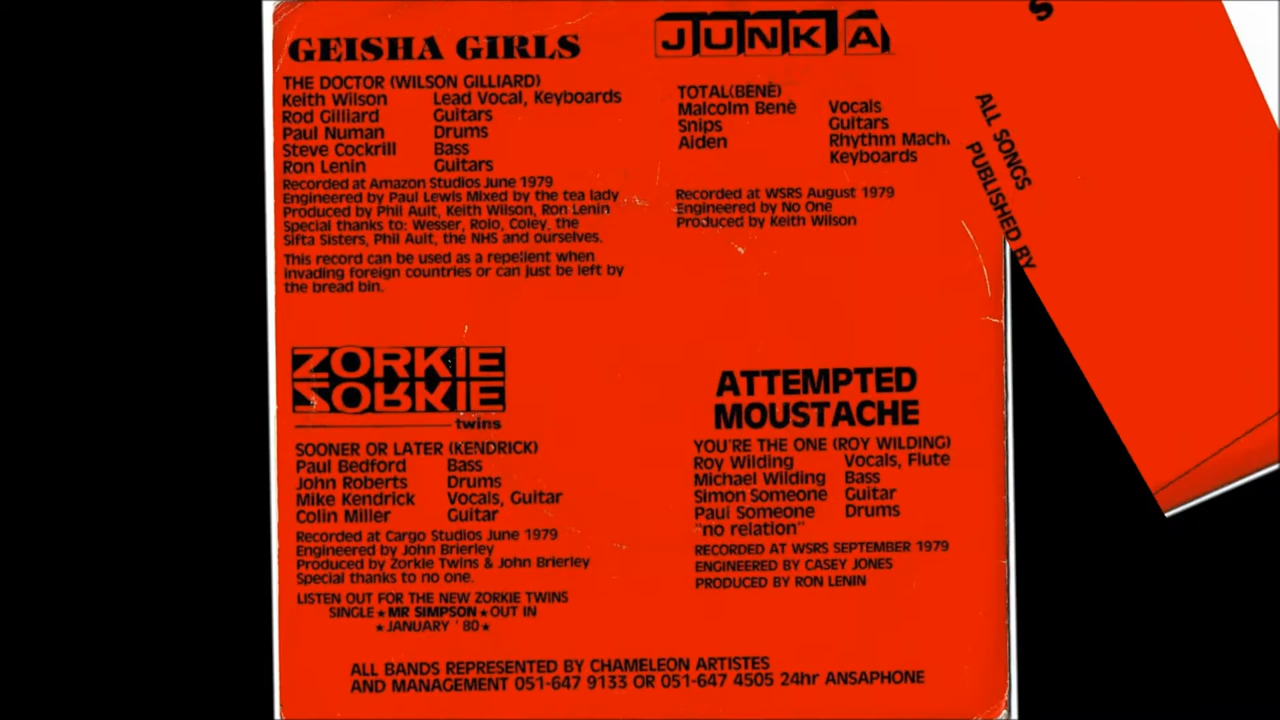 GEISHA GIRLS
THE DOCTOR (WILSON GILLIARD)
Keith Wilson Lead Vocal, Keyboards
Rod Gilliard Guitars
Paul Numan Drums
Steve Cockrill Bass
Ron Lenin Guitars
Recorded at Amazon Studios June 1979
Engineered by Paul Lewis Mixed by the tea lady
Produced by Phil Ault, Keith Wilson, Ron Lenin
Special thanks to: Wesser, Rolo, Coley, the
Sifta Sisters, Phil Ault, the NHS and ourselves.
This record can be used as a repellent when
invading foreign countries or can just be left by
the bread bin.
JUNKA
TOTAL(BENĖ)
Malcolm Benė Vocals
Snips Guitars
Aiden Rhythm Mach.
Keyboards
Recorded at WSRS August 1979
Engineered by No One
Produced by Keith Wilson
ZORKIE
ZORKIE
twins
SOONER OR LATER (KENDRICK)
Paul Bedford Bass
John Roberts Drums
Mike Kendrick Vocals, Guitar
Colin Miller Guitar
Recorded at Cargo Studios June 1979
Engineered by John Brierley
Produced by Zorkie Twins & John Brierley
Special thanks to no one.
LISTEN OUT FOR THE NEW ZORKIE TWINS
SINGLE ★ MR SIMPSON ★ OUT IN
★ JANUARY ' 80 ★
ATTEMPTED
MOUSTACHE
YOU'RE THE ONE (ROY WILDING)
Roy Wilding Vocals, Flute
Michael Wilding Bass
Simon Someone Guitar
Paul Someone Drums
"no relation"
RECORDED AT WSRS SEPTEMBER 1979
ENGINEERED BY CASEY JONES
PRODUCED BY RON LENIN
ALL BANDS REPRESENTED BY CHAMELEON ARTISTES
AND MANAGEMENT 051-647 9133 OR 051-647 4505 24hr ANSAPHONE
ALL SONGS
PUBLISHED BY
S